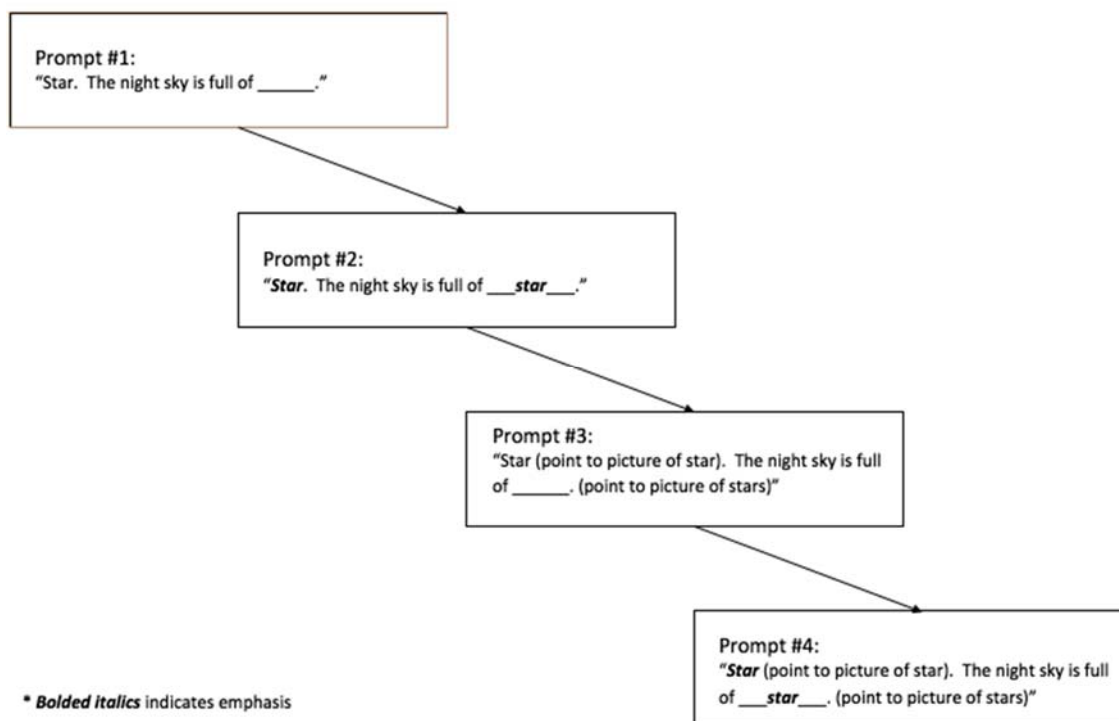 Prompt #1:
“Star.  The night sky is full of ______.”
Prompt #2:
“Star.  The night sky is full of ___star___.”
Prompt #3:
“Star (point to picture of star).  The night sky is full
of ______. (point to picture of stars)”
Prompt #4:
“Star (point to picture of star).  The night sky is full
of ___star___. (point to picture of stars)”
* Bolded italics indicates emphasis